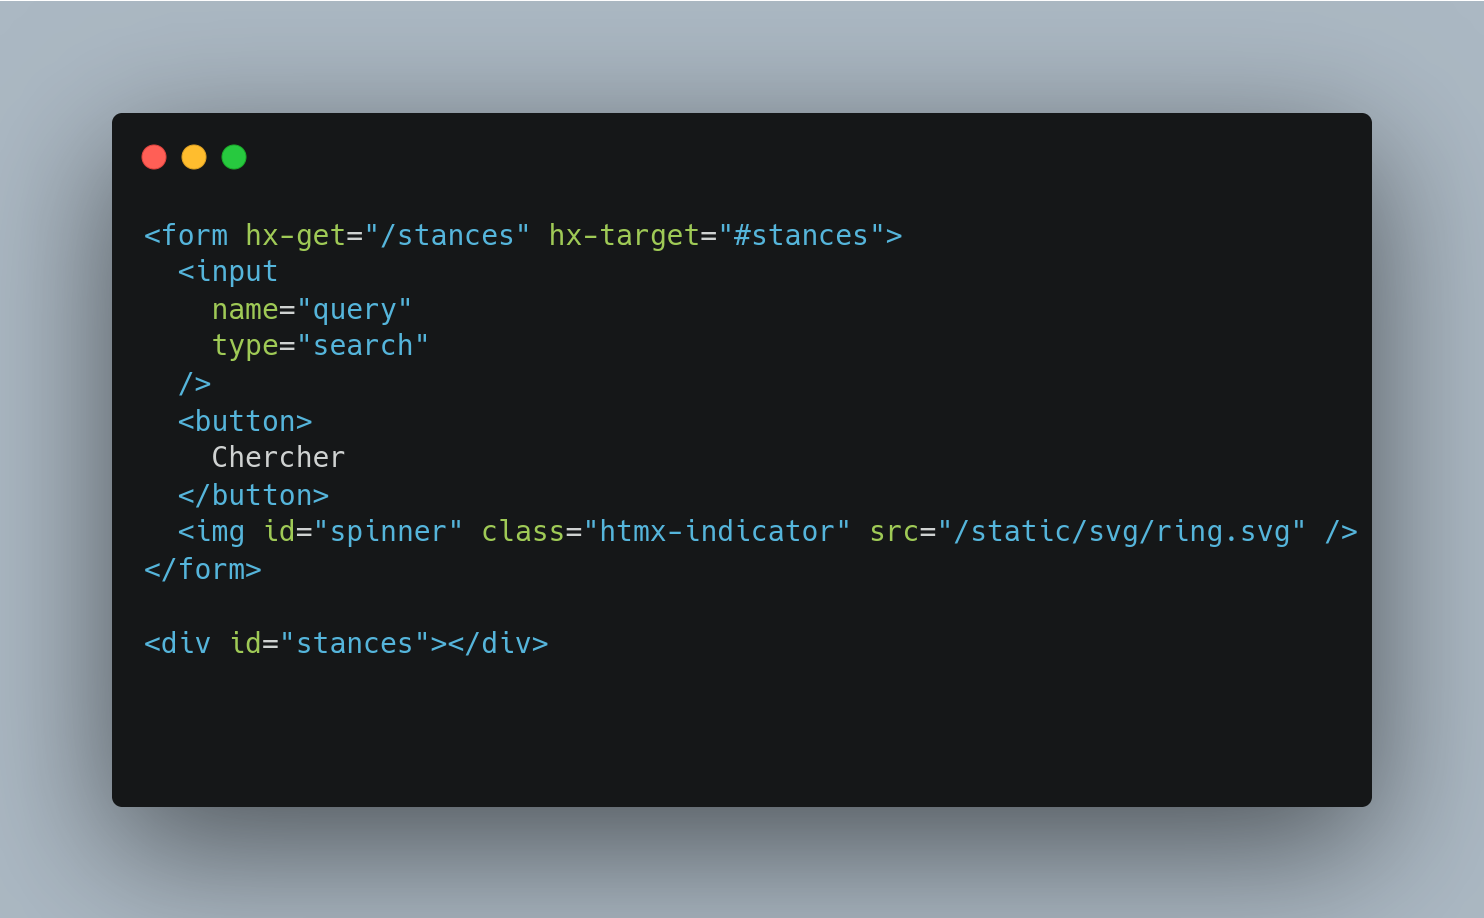 <form hx-get="/stances" hx-target="#stances">
  <input
    name="query"
    type="search"
  />
  <button>
    Chercher
  </button>
  <img id="spinner" class="htmx-indicator" src="/static/svg/ring.svg" />
</form>

<div id="stances"></div>